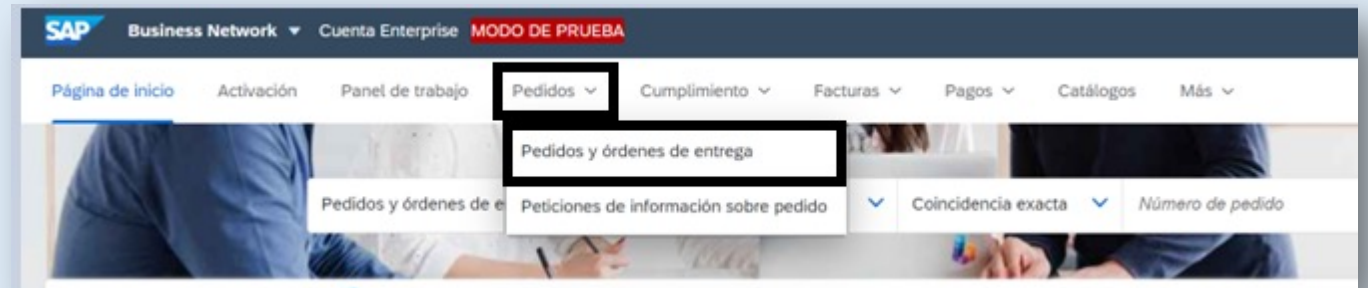 SAP Business Network Cuenta Enterprise MODO DE PRUEBA
Página de inicio Activación Panel de trabajo Pedidos Cumplimiento Facturas Pagos Catálogos Más
Pedidos y órdenes de entrega
Pedidos y órdenes de e Peticiones de información sobre pedido Coincidencia exacta Número de pedido